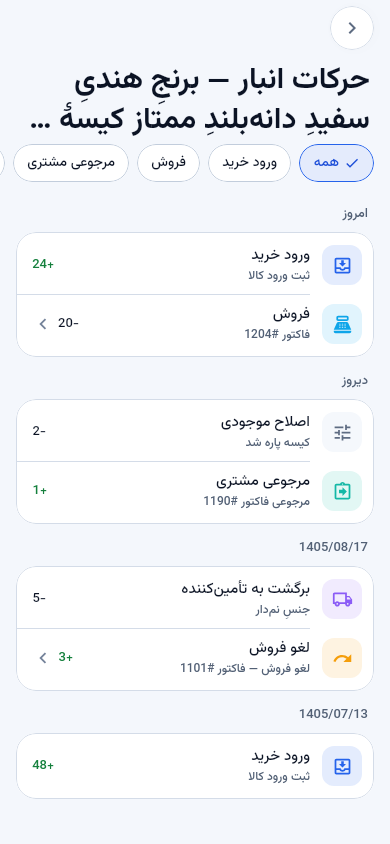 حرکات انبار – برنجِ هندیِ
سفیدِ دانه‌بلندِ ممتاز کیسهٔ ...
همه
ورود خرید
فروش
مرجوعی مشتری
امروز
ورود خرید
+24
ثبت ورود کالا
فروش
-20
فاکتور #1204
دیروز
اصلاح موجودی
-2
کیسه پاره شد
مرجوعی مشتری
+1
مرجوعی فاکتور #1190
1405/08/17
برگشت به تأمین‌کننده
-5
جنسِ نم‌دار
لغو فروش
+3
لغو فروش – فاکتور #1101
1405/07/13
ورود خرید
+48
ثبت ورود کالا